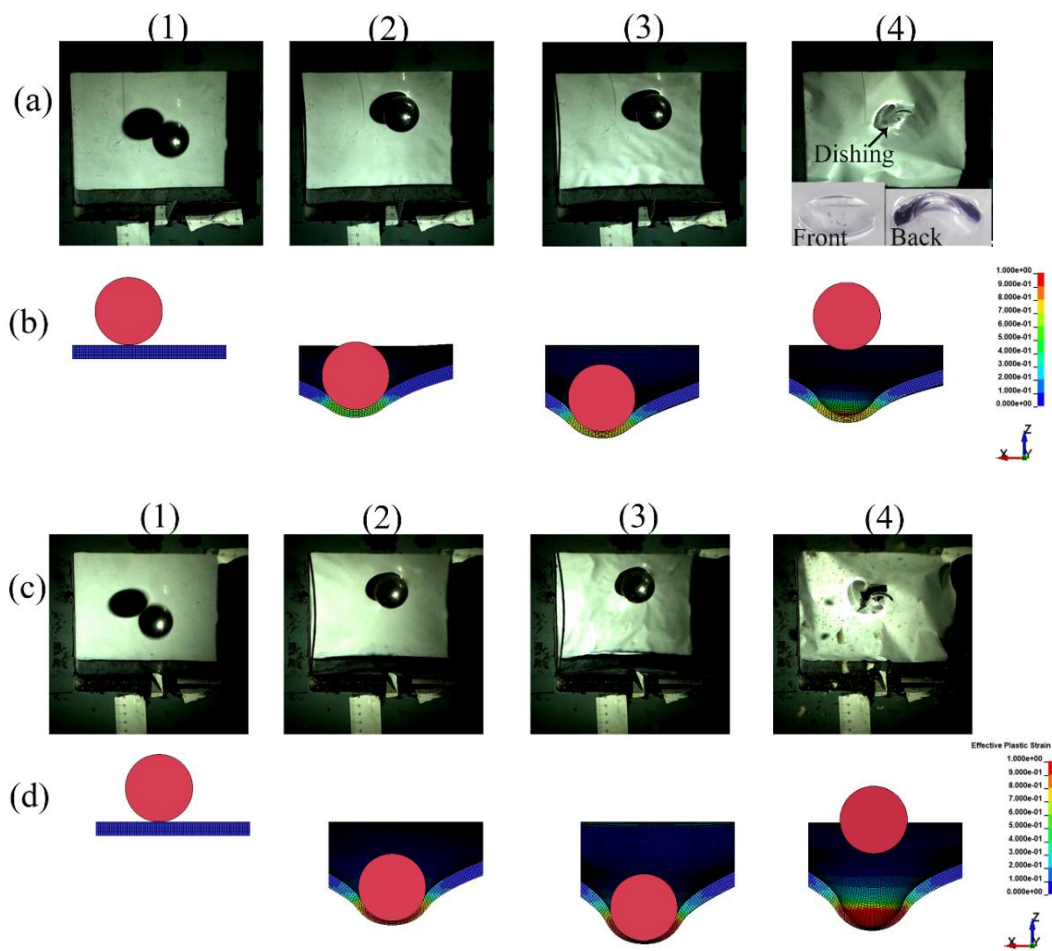 (1) (2) (3) (4)
(a)
Dishing
Front Back
(b)
1.000e+00
9.000e-01
8.000e-01
7.000e-01
6.000e-01
5.000e-01
4.000e-01
3.000e-01
2.000e-01
1.000e-01
0.000e+00
Z
X Y
(1) (2) (3) (4)
(c)
(d)
Effective Plastic Strain
1.000e+00
9.000e-01
8.000e-01
7.000e-01
6.000e-01
5.000e-01
4.000e-01
3.000e-01
2.000e-01
1.000e-01
0.000e+00
Z
X Y